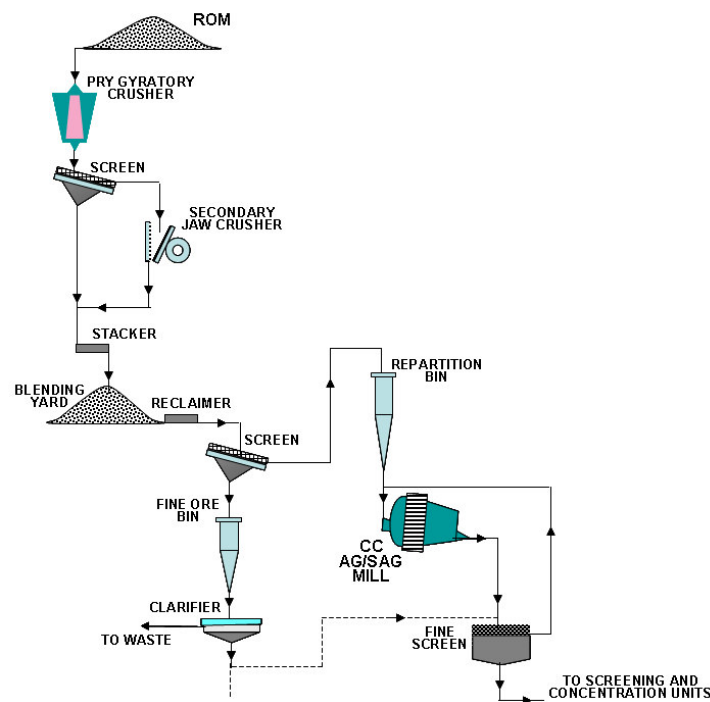 ROM
PRY GYRATORY
CRUSHER
SCREEN
SECONDARY
JAW CRUSHER
STACKER
REPARTITION
BIN
BLENDING
YARD
RECLAIMER
SCREEN
FINE ORE
BIN
CC
AG/SAG
MILL
CLARIFIER
TO WASTE
FINE
SCREEN
TO SCREENING AND
CONCENTRATION UNITS